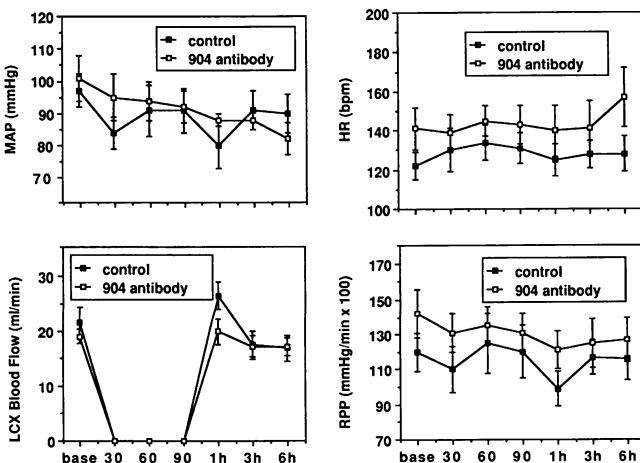 120
110
100
90
80
70
MAP (mmHg)
control
904 antibody
200
180
160
140
120
100
HR (bpm)
control
904 antibody
30
20
10
0
LCX Blood Flow (ml/min)
control
904 antibody
base 30 60 90 1h 3h 6h
170
150
130
110
90
70
RPP (mmHg/min x 100)
control
904 antibody
base 30 60 90 1h 3h 6h